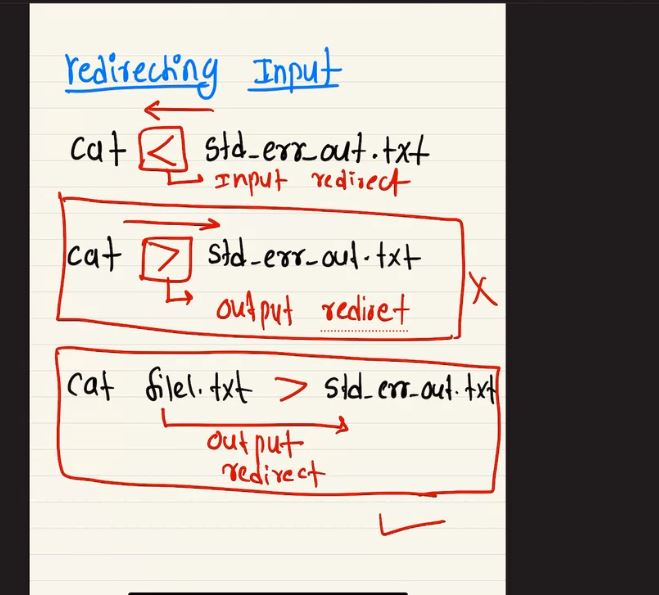 redirecting Input
cat < std_err_out.txt
Input redirect
cat > std_err_out.txt
output rediret
X
cat file1.txt > std_err_out.txt
output
redirect